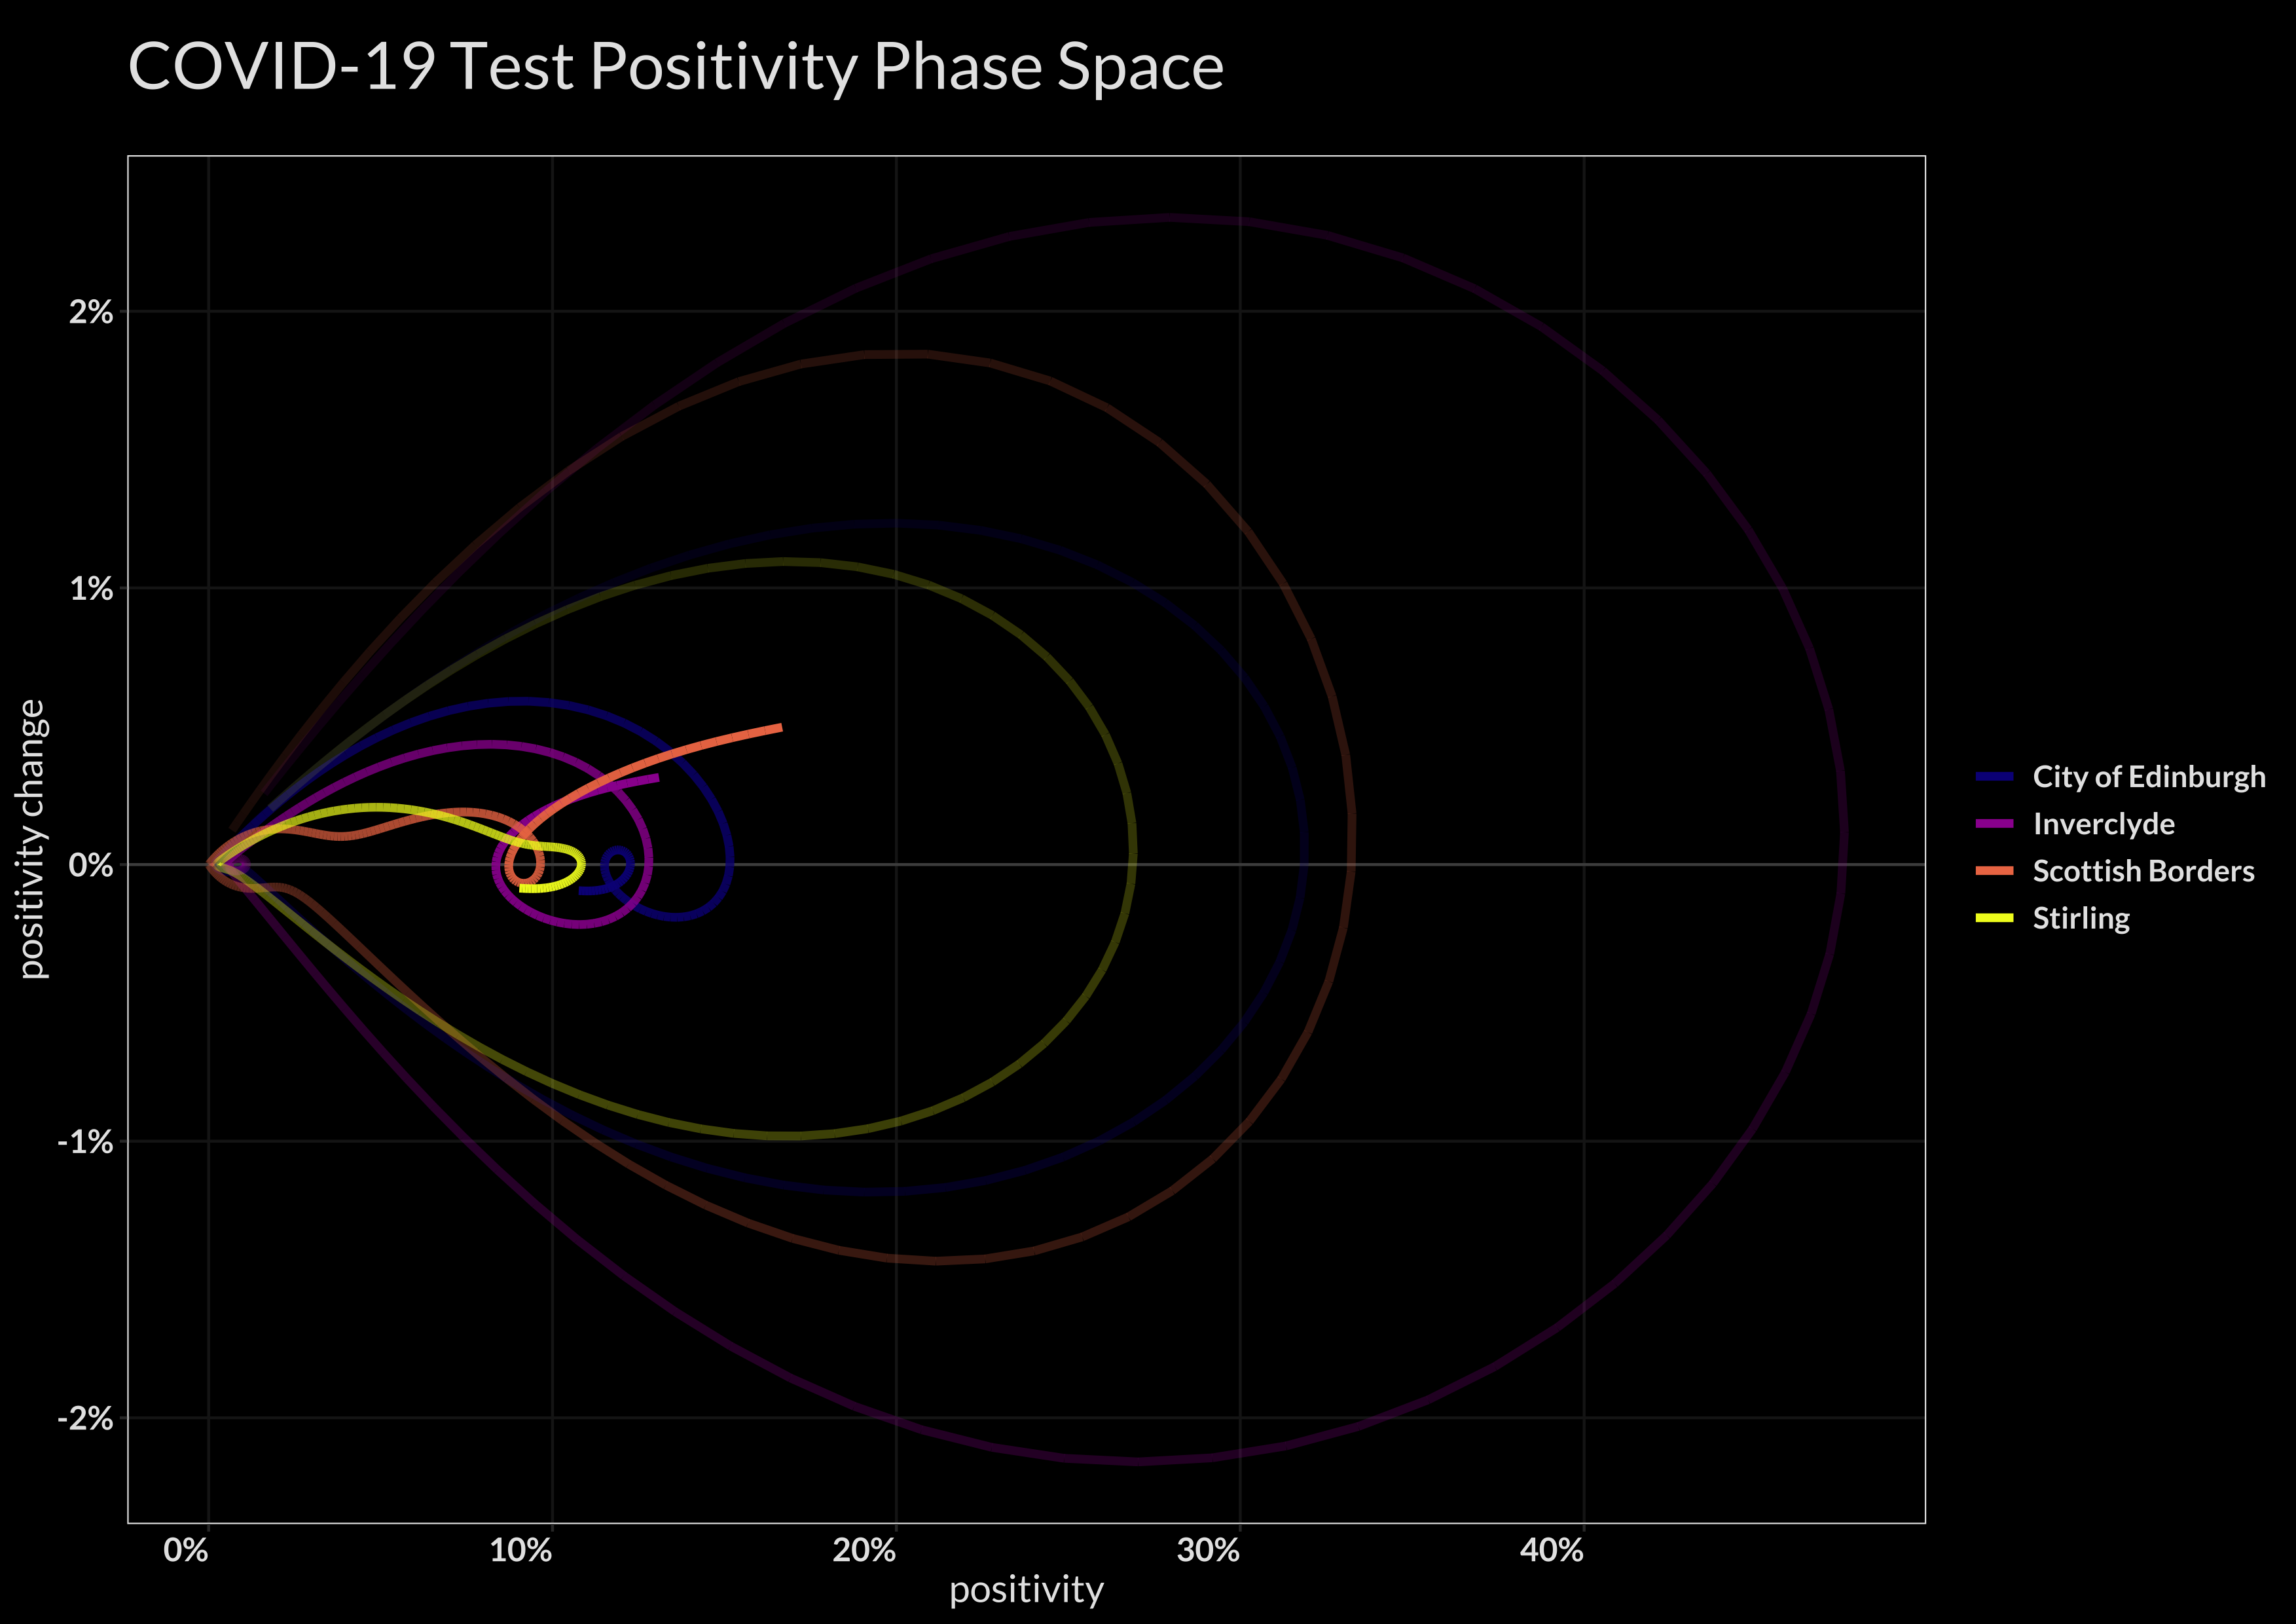 COVID-19 Test Positivity Phase Space
positivity change
2%
1%
0%
-1%
-2%
0%
10%
20%
30%
40%
positivity
City of Edinburgh
Inverclyde
Scottish Borders
Stirling